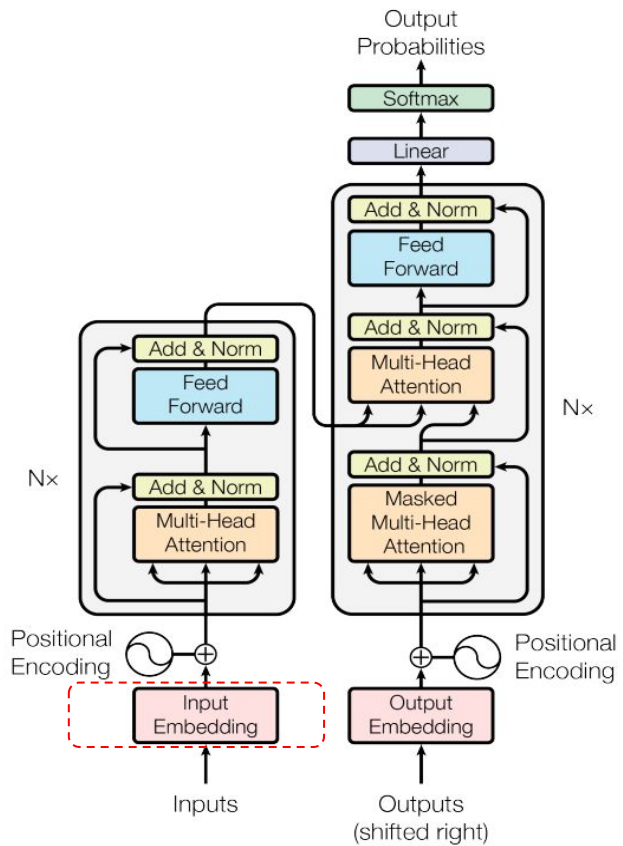 Output
Probabilities
Softmax
Linear
Add & Norm
Feed
Forward
Add & Norm
Multi-Head
Attention
Add & Norm
Masked
Multi-Head
Attention
Nx
Add & Norm
Feed
Forward
Add & Norm
Multi-Head
Attention
Nx
Positional
Encoding
Positional
Encoding
Input
Embedding
Output
Embedding
Inputs
Outputs
(shifted right)